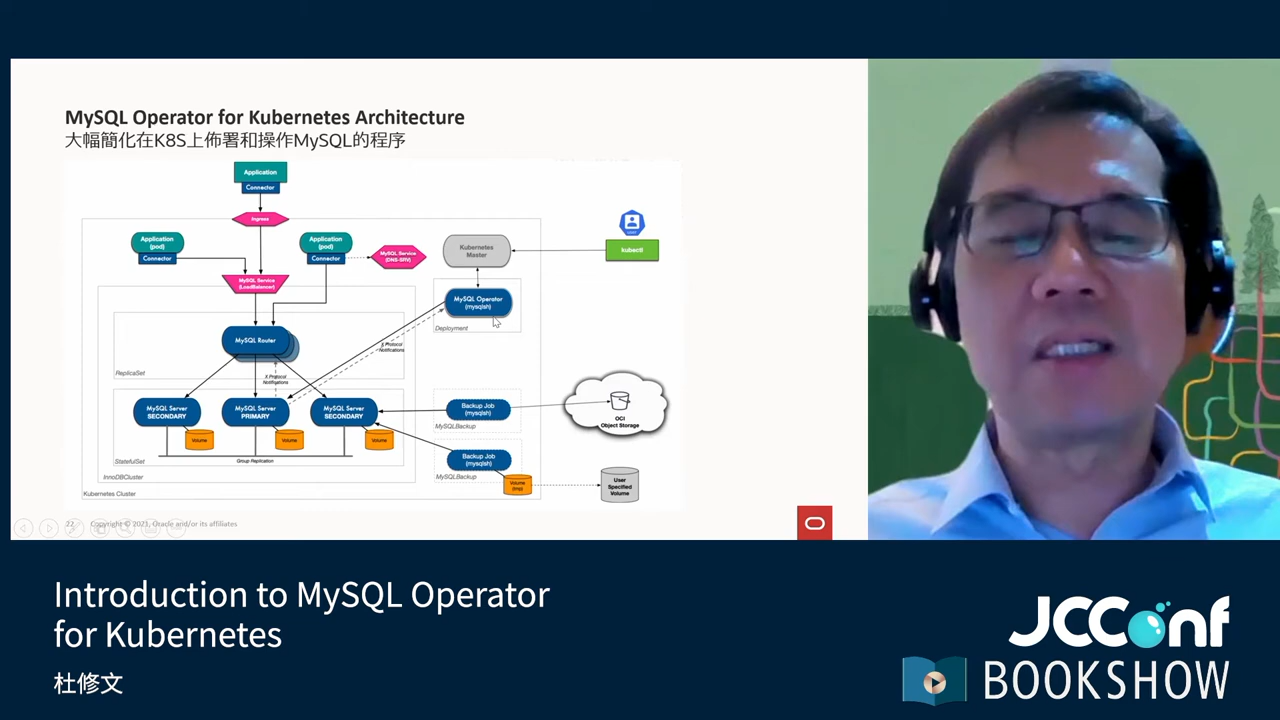 MySQL Operator for Kubernetes Architecture
大幅簡化在K8S上佈署和操作MySQL的程序
Application
Connector
Ingress
Application
(pod)
Connector
Application
(pod)
Connector
MySQL Service
(DNS-SRV)
Kubernetes
Master
kubectl
MySQL Service
(LoadBalancer)
MySQL Operator
(mysqlsh)
Deployment
MySQL Router
X Protocol
Notifications
X Protocol
Notifications
ReplicaSet
MySQL Server
SECONDARY
MySQL Server
PRIMARY
MySQL Server
SECONDARY
Backup Job
(mysqlsh)
MySQLBackup
OCI
Object Storage
Volume
Volume
Volume
StatefulSet
Group Replication
Backup Job
(mysqlsh)
MySQLBackup
InnoDBCluster
Volume
User
Specified
Volume
Kubernetes Cluster
22
Copyright © 2021, Oracle and/or its affiliates
Introduction to MySQL Operator
for Kubernetes
杜修文
JCConf
BOOKSHOW